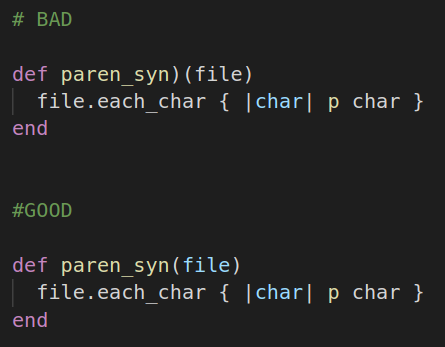 # BAD
def paren_syn)(file)
  file.each_char { |char| p char }
end
#GOOD
def paren_syn(file)
  file.each_char { |char| p char }
end